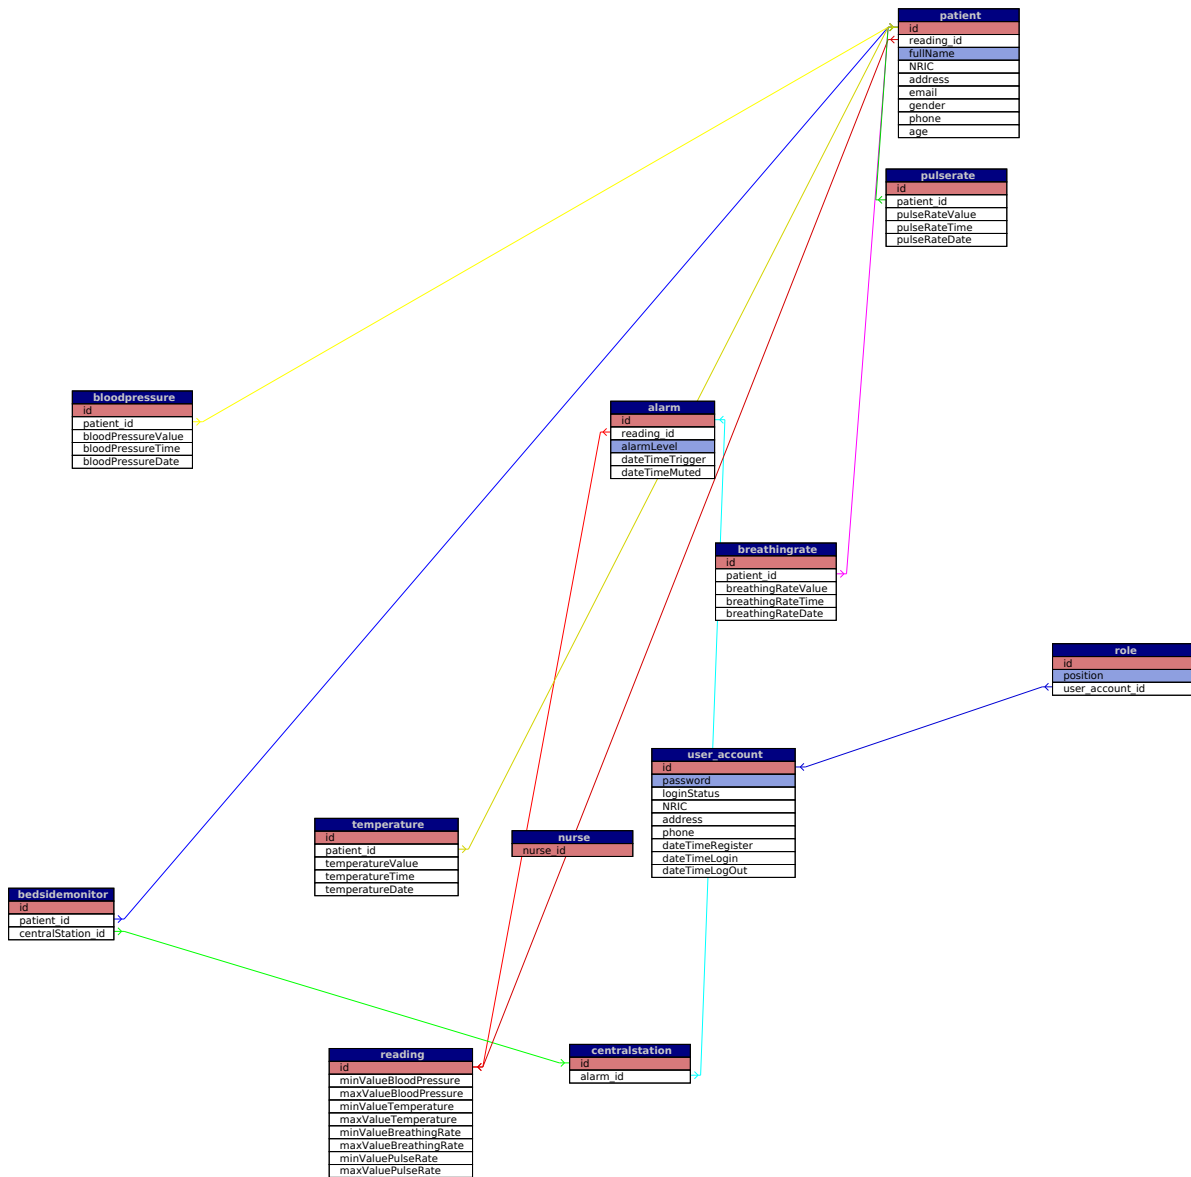 patient
id
reading_id
fullName
NRIC
address
email
gender
phone
age
pulserate
id
patient_id
pulseRateValue
pulseRateTime
pulseRateDate
bloodpressure
id
patient_id
bloodPressureValue
bloodPressureTime
bloodPressureDate
alarm
id
reading_id
alarmLevel
dateTimeTrigger
dateTimeMuted
breathingrate
id
patient_id
breathingRateValue
breathingRateTime
breathingRateDate
role
id
position
user_account_id
user_account
id
password
loginStatus
NRIC
address
phone
dateTimeRegister
dateTimeLogin
dateTimeLogOut
temperature
id
patient_id
temperatureValue
temperatureTime
temperatureDate
nurse
nurse_id
bedsidemonitor
id
patient_id
centralStation_id
reading
id
minValueBloodPressure
maxValueBloodPressure
minValueTemperature
maxValueTemperature
minValueBreathingRate
maxValueBreathingRate
minValuePulseRate
maxValuePulseRate
centralstation
id
alarm_id